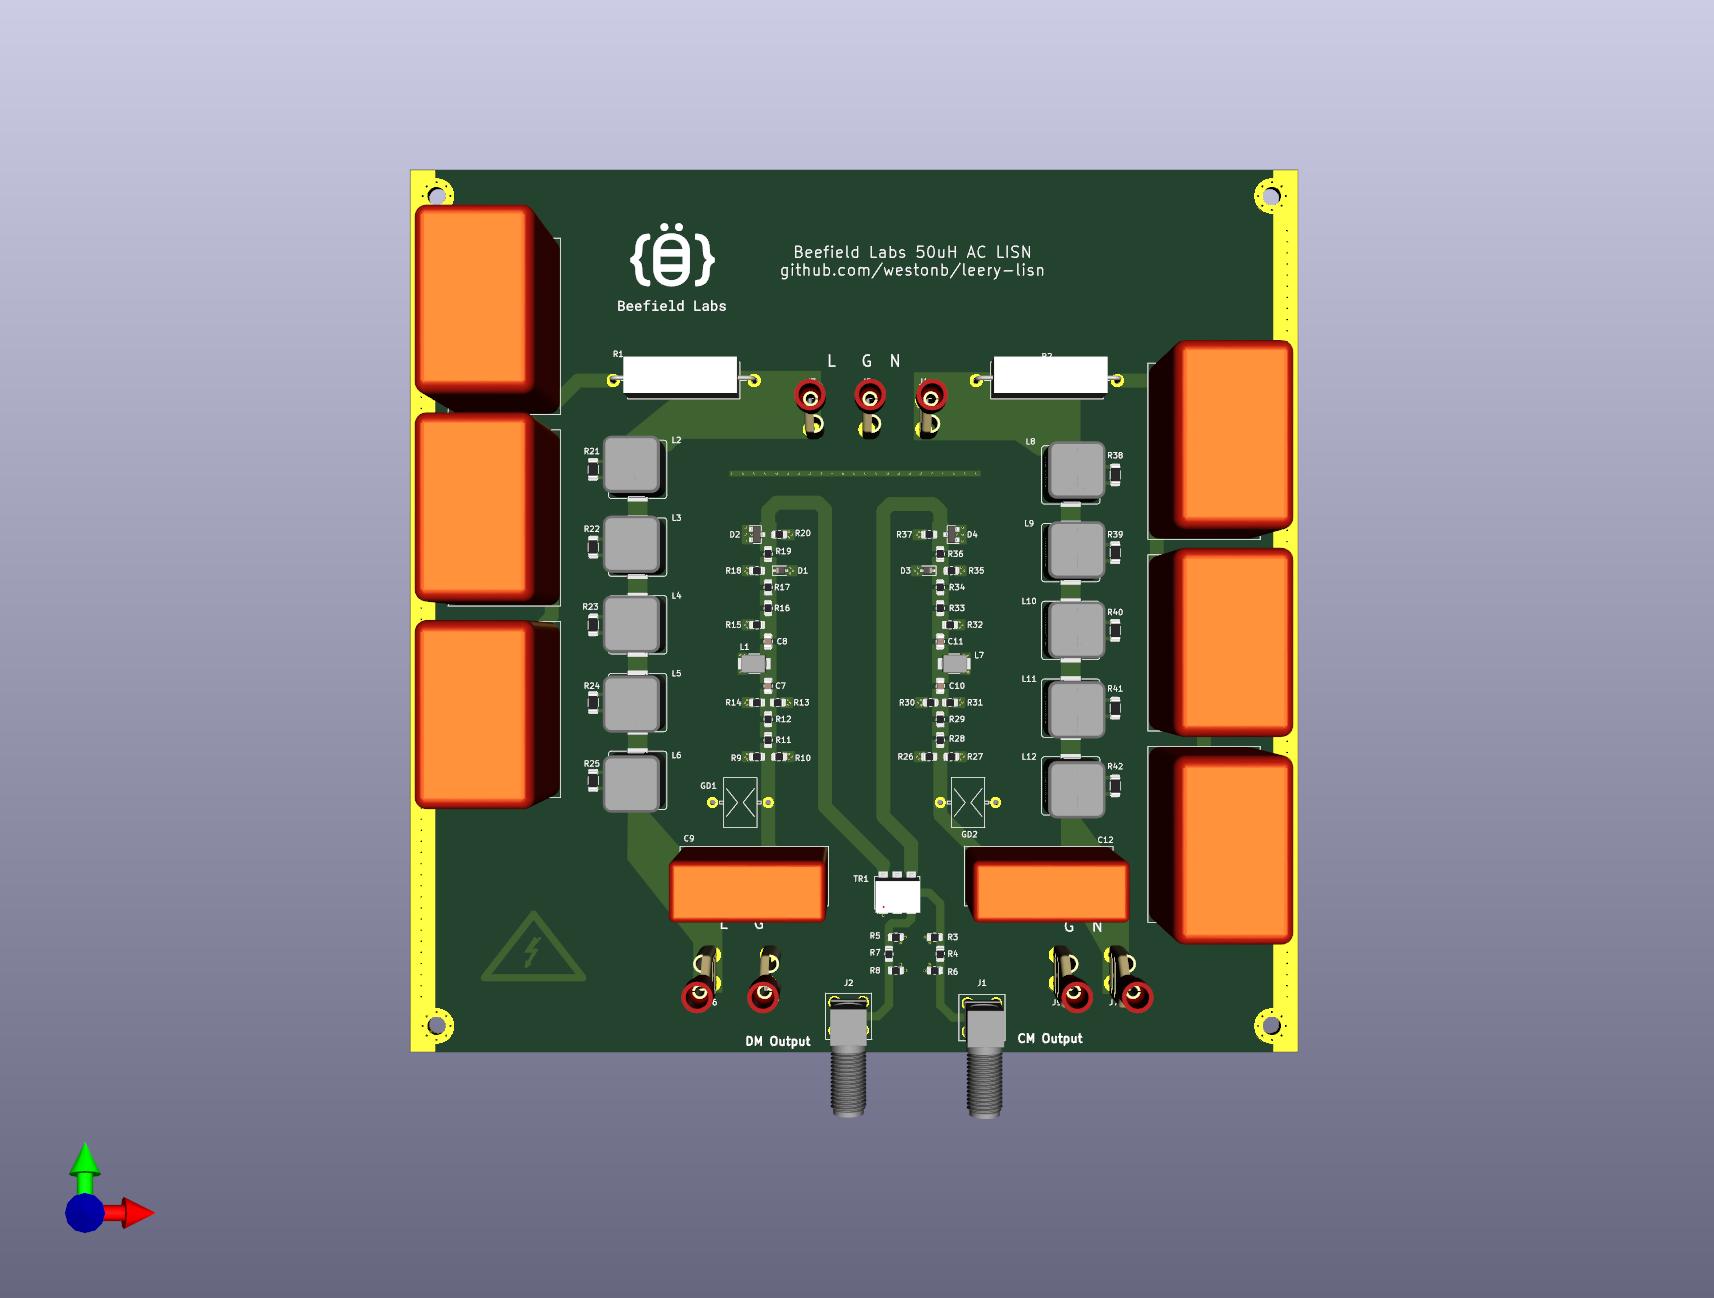 Beefield Labs 50uH AC LISN
github.com/westonb/leery-lisn
Beefield Labs
R1
L G N
L2
L8
R21
R38
L3
L9
R22
R39
D2
R20
R37
D4
R19
R36
R18
D1
D3
R35
R17
R34
L4
L10
R23
R40
R16
R33
R15
R32
C8
C11
L1
L7
L5
L11
R24
R41
C7
C10
R14
R13
R30
R31
R12
R29
R11
R28
L6
L12
R25
R42
R9
R10
R26
R27
GD1
GD2
C9
C12
TR1
L G
G N
R5
R3
R7
R4
R8
R6
J2
J1
DM Output
CM Output